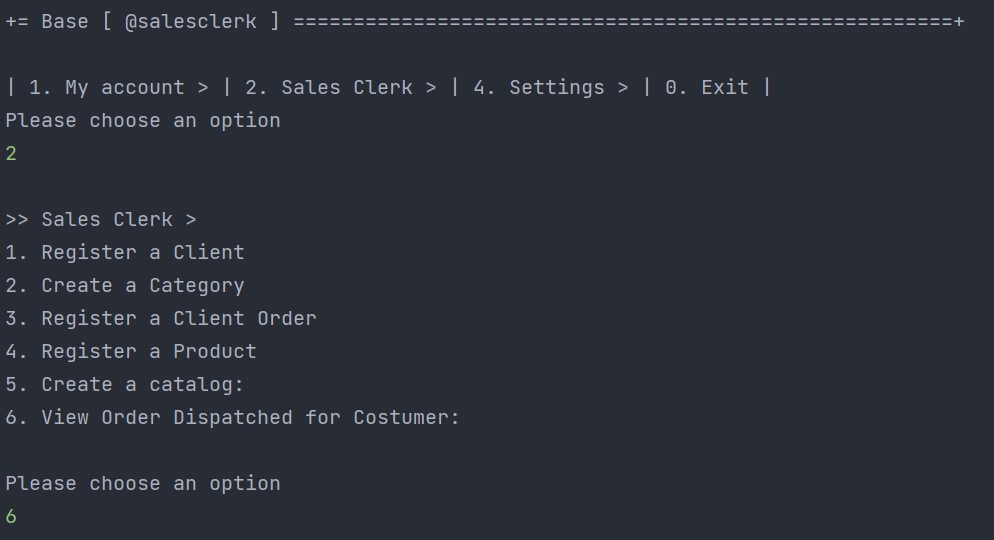 += Base [ @salesclerk ] =======================================================+
| 1. My account > | 2. Sales Clerk > | 4. Settings > | 0. Exit |
Please choose an option
2
>> Sales Clerk >
1. Register a Client
2. Create a Category
3. Register a Client Order
4. Register a Product
5. Create a catalog:
6. View Order Dispatched for Costumer:
Please choose an option
6